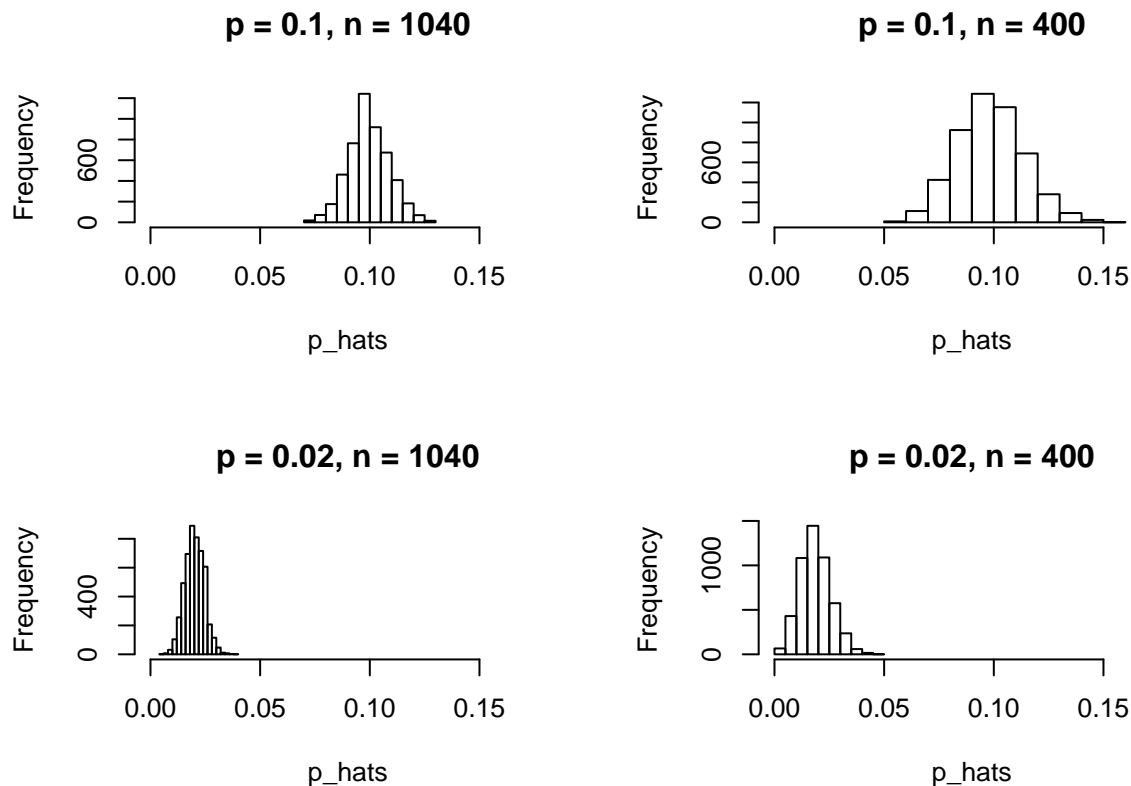 p = 0.1, n = 1040
Frequency
0
600
0.00 0.05 0.10 0.15
p_hats
p = 0.1, n = 400
Frequency
0
600
0.00 0.05 0.10 0.15
p_hats
p = 0.02, n = 1040
Frequency
0
400
0.00 0.05 0.10 0.15
p_hats
p = 0.02, n = 400
Frequency
0
1000
0.00 0.05 0.10 0.15
p_hats